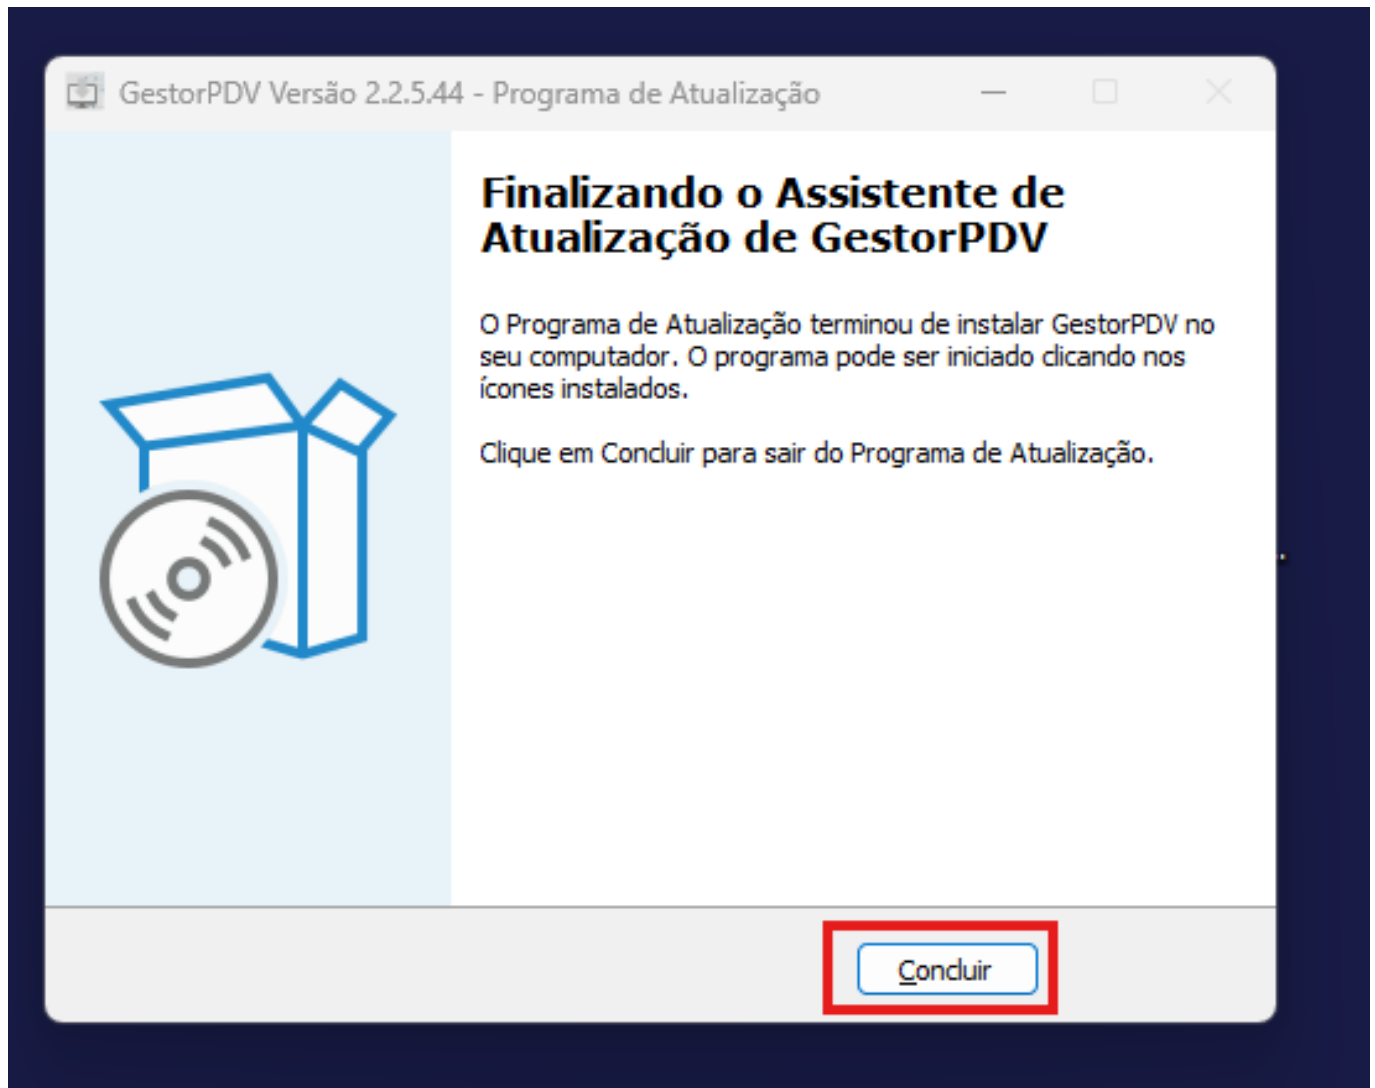 GestorPDV Versão 2.2.5.44 - Programa de Atualização
Finalizando o Assistente de
Atualização de GestorPDV
O Programa de Atualização terminou de instalar GestorPDV no
seu computador. O programa pode ser iniciado clicando nos
ícones instalados.
Clique em Concluir para sair do Programa de Atualização.
Concluir